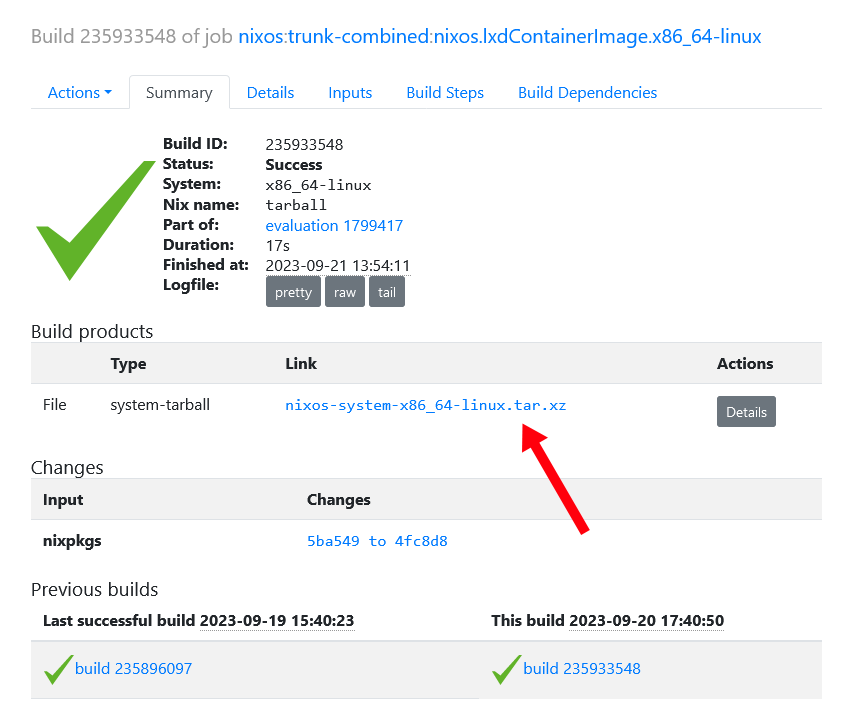 Build 235933548 of job nixos:trunk-combined:nixos.lxdContainerImage.x86_64-linux
Actions Summary Details Inputs Build Steps Build Dependencies
Build ID: 235933548
Status: Success
System: x86_64-linux
Nix name: tarball
Part of: evaluation 1799417
Duration: 17s
Finished at: 2023-09-21 13:54:11
Logfile: pretty raw tail
Build products
Type Link Actions
File system-tarball nixos-system-x86_64-linux.tar.xz Details
Changes
Input Changes
nixpkgs 5ba549 to 4fc8d8
Previous builds
Last successful build 2023-09-19 15:40:23 This build 2023-09-20 17:40:50
build 235896097 build 235933548